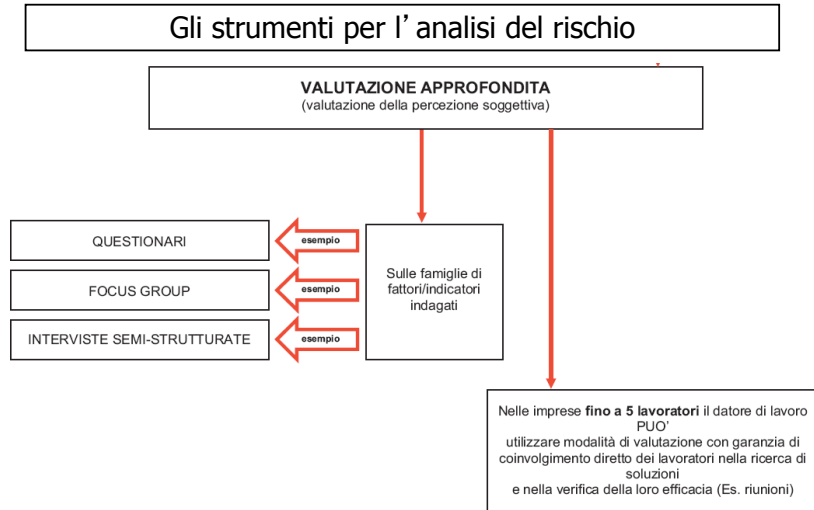 Gli strumenti per l’ analisi del rischio
VALUTAZIONE APPROFONDITA
(valutazione della percezione soggettiva)
QUESTIONARI
esempio
FOCUS GROUP
esempio
INTERVISTE SEMI-STRUTTURATE
esempio
Sulle famiglie di
fattori/indicatori
indagati
Nelle imprese fino a 5 lavoratori il datore di lavoro
PUO’
utilizzare modalità di valutazione con garanzia di
coinvolgimento diretto dei lavoratori nella ricerca di
soluzioni
e nella verifica della loro efficacia (Es. riunioni)